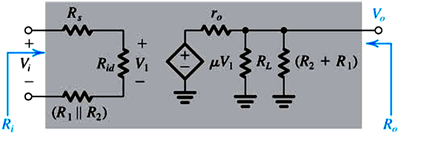 R_s
r_o
V_o
+
+
V_i
R_id
V_1
+
−
μV_1
R_L
(R_2 + R_1)
−
−
(R_1 || R_2)
R_i
R_o